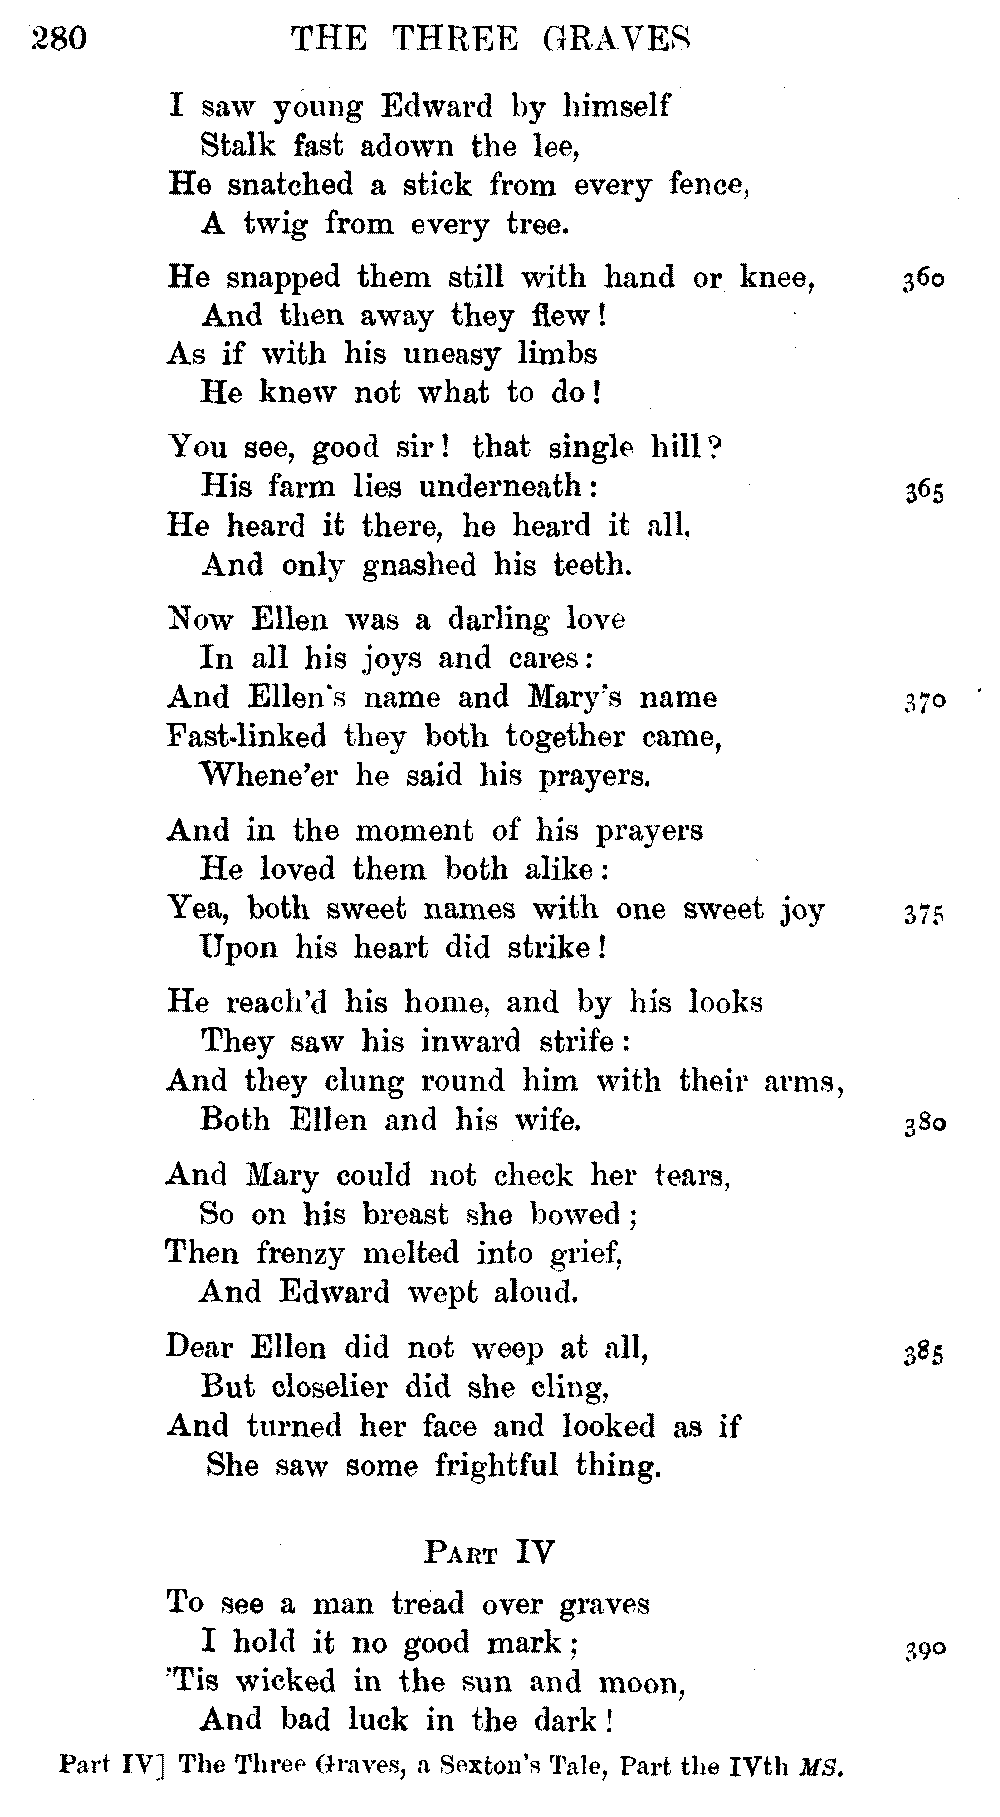 280 THE THREE GRAVES
I saw young Edward by himself
Stalk fast adown the lee,
He snatched a stick from every fence,
A twig from every tree.
He snapped them still with hand or knee, 360
And then away they flew!
As if with his uneasy limbs
He knew not what to do!
You see, good sir! that single hill?
His farm lies underneath: 365
He heard it there, he heard it all,
And only gnashed his teeth.
Now Ellen was a darling love
In all his joys and cares:
And Ellen's name and Mary's name 370
Fast-linked they both together came,
Whene'er he said his prayers.
And in the moment of his prayers
He loved them both alike:
Yea, both sweet names with one sweet joy 375
Upon his heart did strike!
He reach'd his home, and by his looks
They saw his inward strife:
And they clung round him with their arms,
Both Ellen and his wife. 380
And Mary could not check her tears,
So on his breast she bowed;
Then frenzy melted into grief,
And Edward wept aloud.
Dear Ellen did not weep at all, 385
But closelier did she cling,
And turned her face and looked as if
She saw some frightful thing.
PART IV
To see a man tread over graves
I hold it no good mark; 390
'Tis wicked in the sun and moon,
And bad luck in the dark!
Part IV] The Three Graves, a Sexton's Tale, Part the IVth MS.